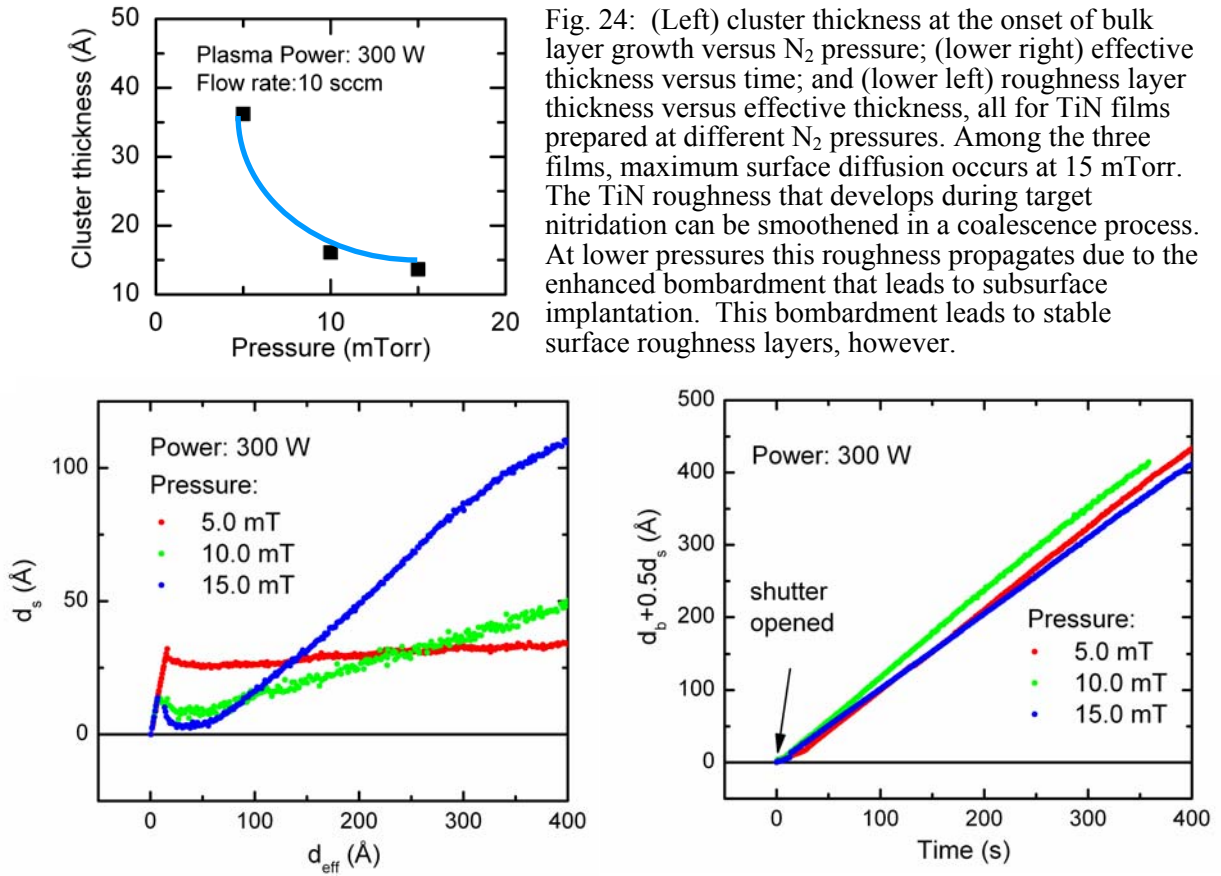 50
40
30
20
10
Cluster thickness (Å)
Plasma Power: 300 W
Flow rate:10 sccm
0
10
20
Pressure (mTorr)
Fig. 24: (Left) cluster thickness at the onset of bulk
layer growth versus N₂ pressure; (lower right) effective
thickness versus time; and (lower left) roughness layer
thickness versus effective thickness, all for TiN films
prepared at different N₂ pressures. Among the three
films, maximum surface diffusion occurs at 15 mTorr.
The TiN roughness that develops during target
nitridation can be smoothened in a coalescence process.
At lower pressures this roughness propagates due to the
enhanced bombardment that leads to subsurface
implantation. This bombardment leads to stable
surface roughness layers, however.
100
50
0
dₛ (Å)
Power: 300 W
Pressure:
5.0 mT
10.0 mT
15.0 mT
0
100
200
300
400
d_eff (Å)
500
400
300
200
100
0
d_b+0.5dₛ (Å)
Power: 300 W
shutter
opened
Pressure:
5.0 mT
10.0 mT
15.0 mT
0
100
200
300
400
Time (s)